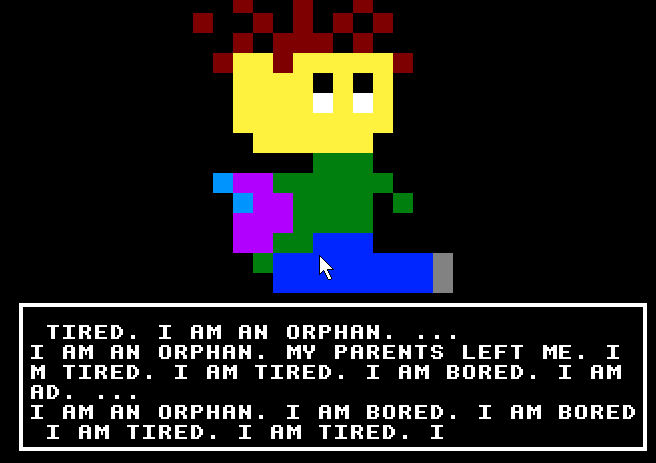 TIRED. I AM AN ORPHAN. ...
I AM AN ORPHAN. MY PARENTS LEFT ME. I
M TIRED. I AM TIRED. I AM BORED. I AM
AD. ...
I AM AN ORPHAN. I AM BORED. I AM BORED
I AM TIRED. I AM TIRED. I